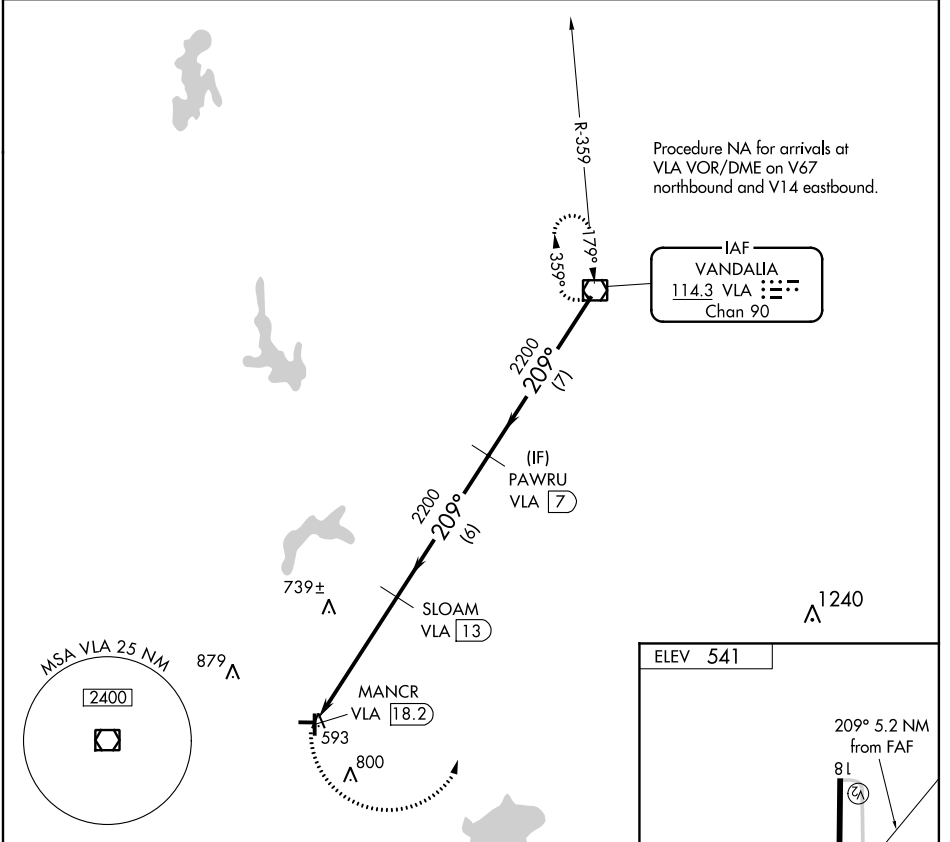 R-359
Procedure NA for arrivals at
VLA VOR/DME on V67
northbound and V14 eastbound.
179°
359°
IAF
VANDALIA
114.3 VLA
Chan 90
2200
209°
(7)
(IF)
PAWRU
VLA 7
2200
209°
(6)
739±
SLOAM
VLA 13
1240
MSA VLA 25 NM
2400
879
MANCR
VLA 18.2
593
800
ELEV 541
209° 5.2 NM
from FAF
18
V2